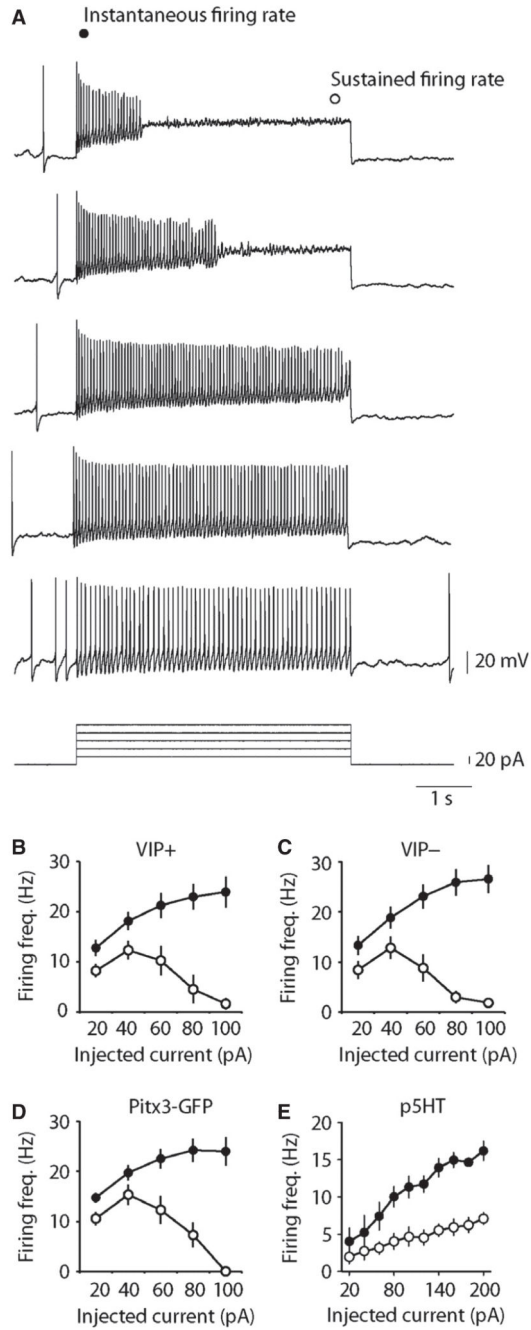 A
Instantaneous firing rate
Sustained firing rate
20 mV
20 pA
1 s
B
VIP+
Firing freq. (Hz)
30
20
10
0
20 40 60 80 100
Injected current (pA)
C
VIP–
Firing freq. (Hz)
30
20
10
0
20 40 60 80 100
Injected current (pA)
D
Pitx3-GFP
Firing freq. (Hz)
30
20
10
0
20 40 60 80 100
Injected current (pA)
E
p5HT
Firing freq. (Hz)
20
15
10
5
0
20 80 140 200
Injected current (pA)